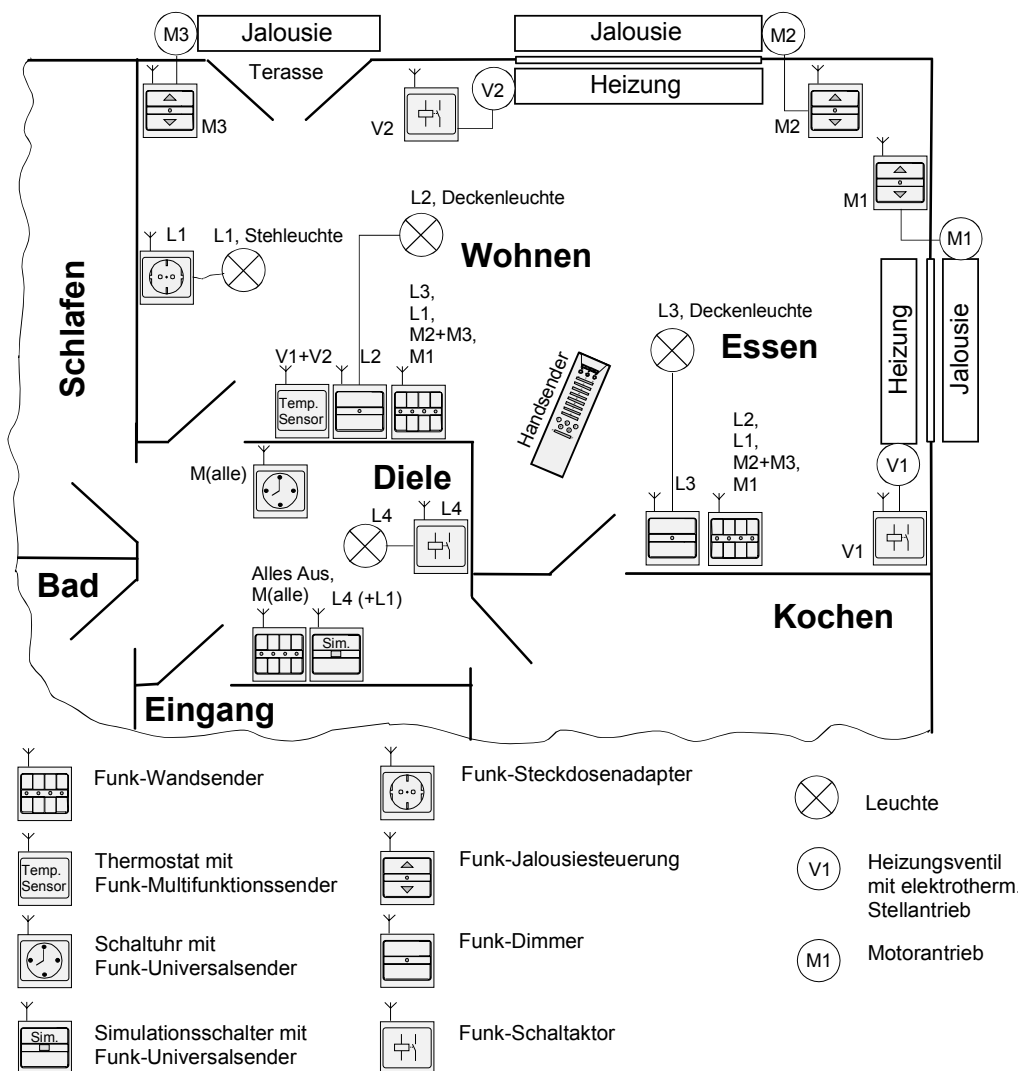 M3
Jalousie
Jalousie
M2
Terasse
V2
Heizung
M3
V2
M2
M1
L2, Deckenleuchte
L1
L1, Stehleuchte
M1
Wohnen
Schlafen
L3,
L1,
M2+M3,
M1
L3, Deckenleuchte
Essen
Heizung
Jalousie
V1+V2
L2
Temp.
Sensor
Handsender
L2,
L1,
M2+M3,
M1
M(alle)
Diele
L3
V1
L4
L4
V1
Bad
Alles Aus,
M(alle)
L4 (+L1)
Sim.
Kochen
Eingang
Funk-Wandsender
Funk-Steckdosenadapter
Leuchte
Temp.
Sensor
Thermostat mit
Funk-Multifunktionssender
Funk-Jalousiesteuerung
V1
Heizungsventil
mit elektrotherm.
Stellantrieb
Schaltuhr mit
Funk-Universalsender
Funk-Dimmer
M1
Motorantrieb
Sim.
Simulationsschalter mit
Funk-Universalsender
Funk-Schaltaktor